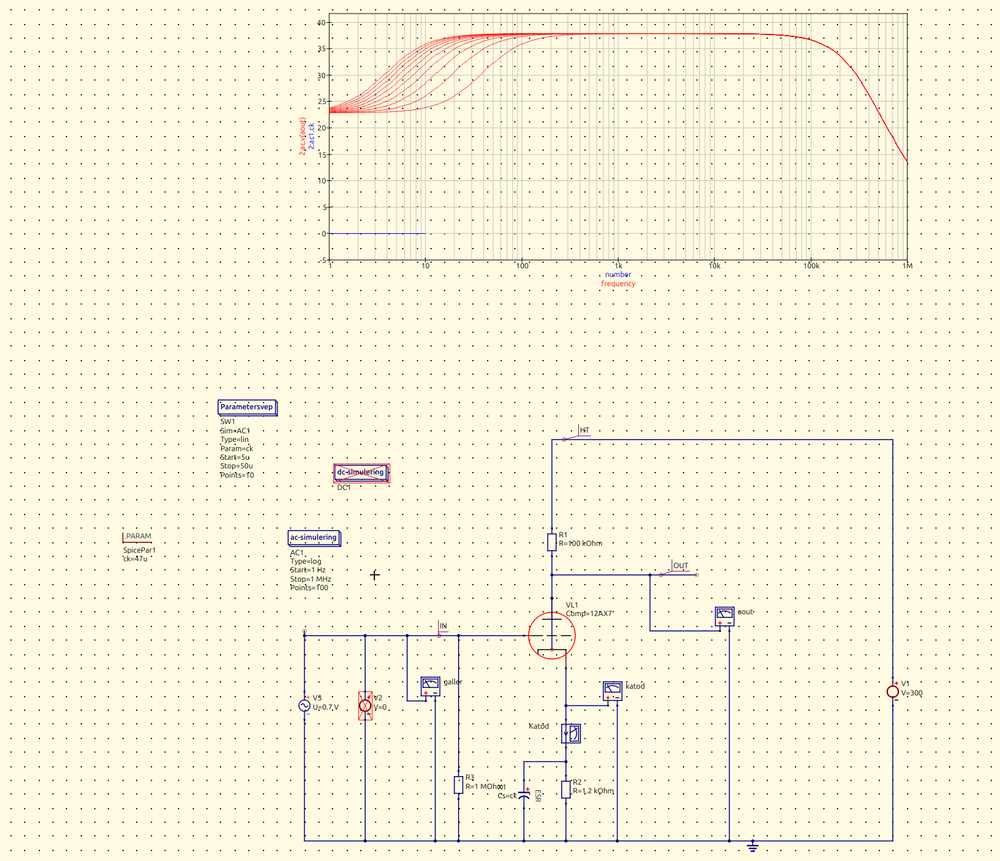 40
35
30
25
20
15
10
5
0
-5
2:ac.v(aout)
2:ac1.ck
1
10
100
1k
10k
100k
1M
number
frequency
Parametersvep
SW1
Sim=AC1
Type=lin
Param=ck
Start=5u
Stop=50u
Points=10
HT
dc-simulering
DC1
.PARAM
SpicePar1
ck=47u
ac-simulering
AC1
Type=log
Start=1 Hz
Stop=1 MHz
Points=100
R1
R=100 kOhm
OUT
VL1
Comp=12AX7
aout
IN
galler
katod
V3
U=0.7 V
V2
V=0
V1
V=300
Katod
R3
R=1 MOhm
Cs=ck
ESR
R2
R=1.2 kOhm